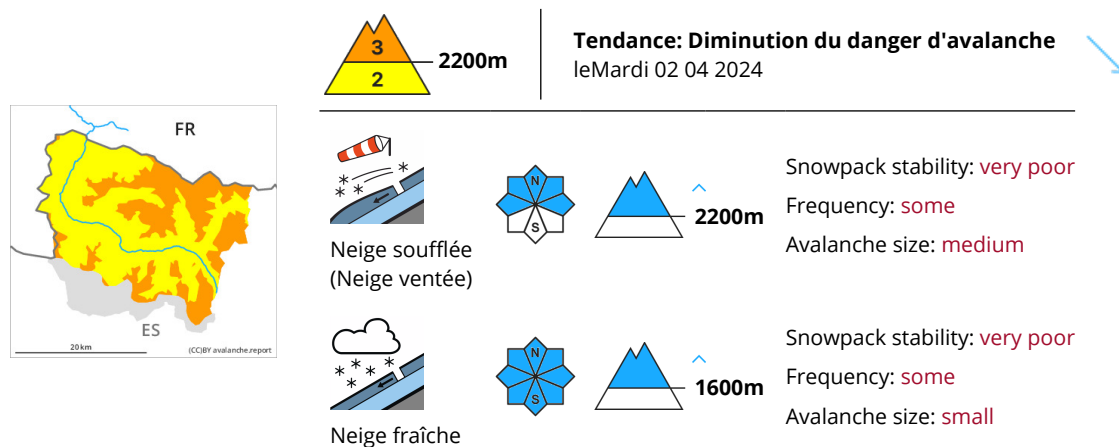 3
2
2200m
Tendance: Diminution du danger d'avalanche
leMardi 02 04 2024
FR
ES
20 km
(CC)BY avalanche.report
N
S
2200m
Snowpack stability: very poor
Frequency: some
Avalanche size: medium
Neige soufflée
(Neige ventée)
N
S
1600m
Snowpack stability: very poor
Frequency: some
Avalanche size: small
Neige fraîche